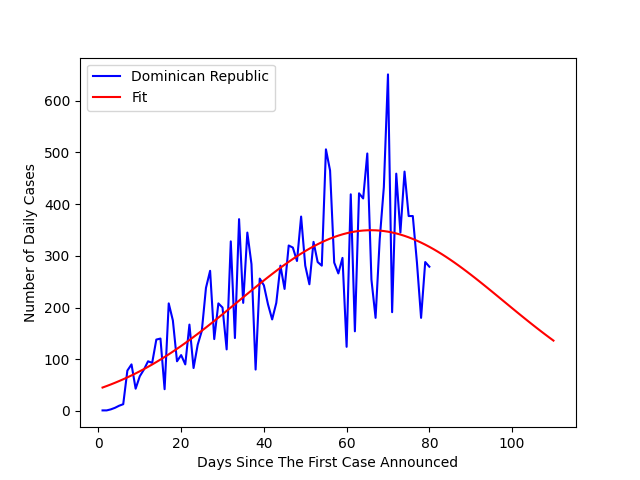 Dominican Republic
Fit
600
500
400
300
200
100
0
Number of Daily Cases
0 20 40 60 80 100
Days Since The First Case Announced